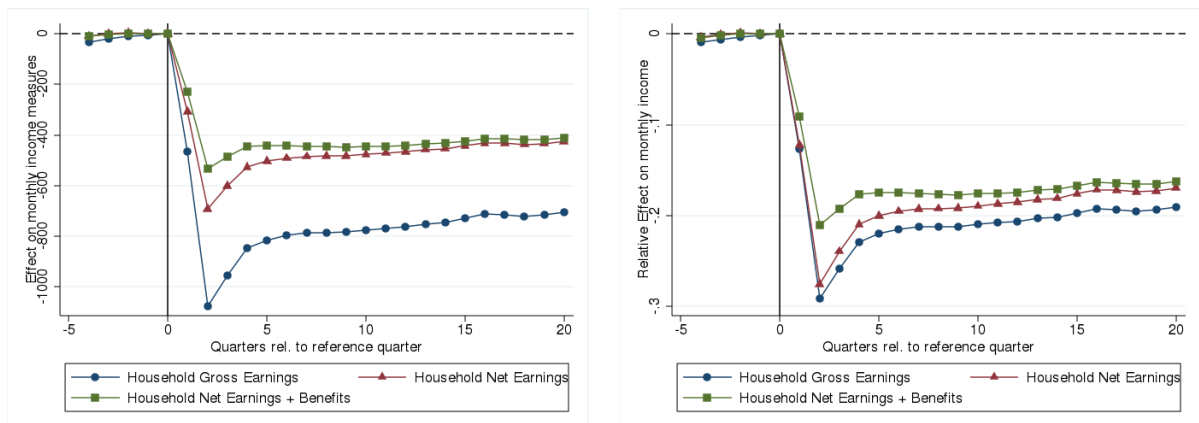 Effect on monthly income measures
0
-200
-400
-600
-800
-1000
-5
0
5
10
15
20
Quarters rel. to reference quarter
Household Gross Earnings
Household Net Earnings
Household Net Earnings + Benefits
Relative Effect on monthly income
0
-.1
-.2
-.3
-5
0
5
10
15
20
Quarters rel. to reference quarter
Household Gross Earnings
Household Net Earnings
Household Net Earnings + Benefits